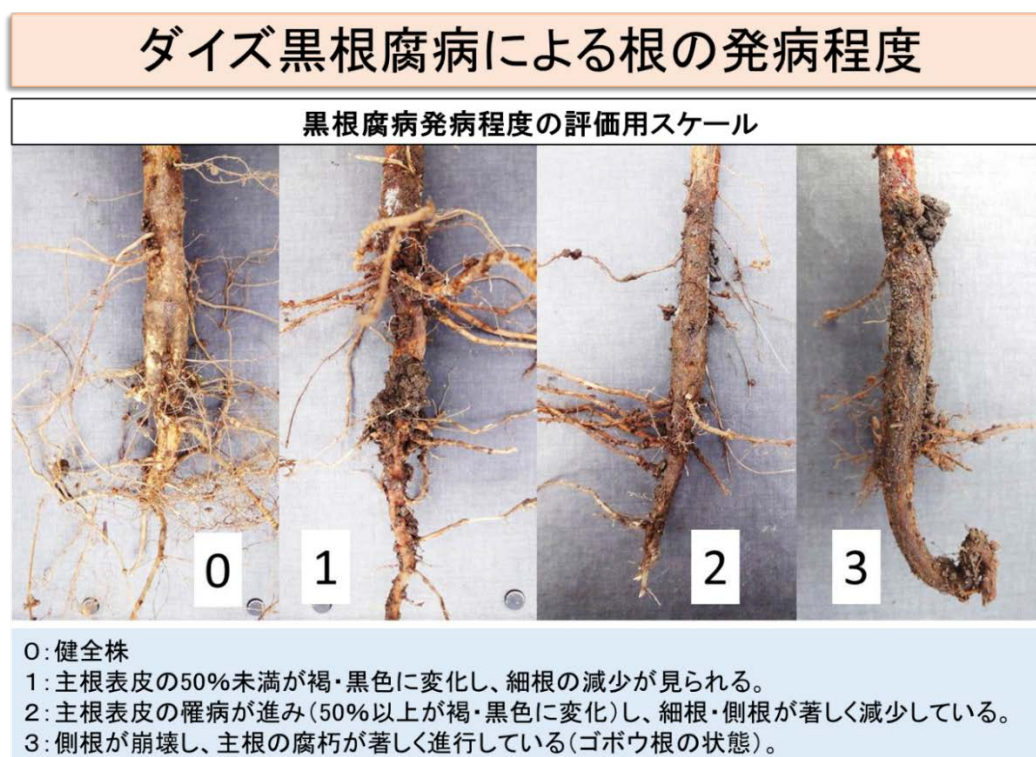 ダイズ黒根腐病による根の発病程度
黒根腐病発病程度の評価用スケール
0
1
2
3
0:健全株
1:主根表皮の50%未満が褐・黒色に変化し、細根の減少が見られる。
2:主根表皮の罹病が進み(50%以上が褐・黒色に変化)し、細根・側根が著しく減少している。
3:側根が崩壊し、主根の腐朽が著しく進行している(ゴボウ根の状態)。